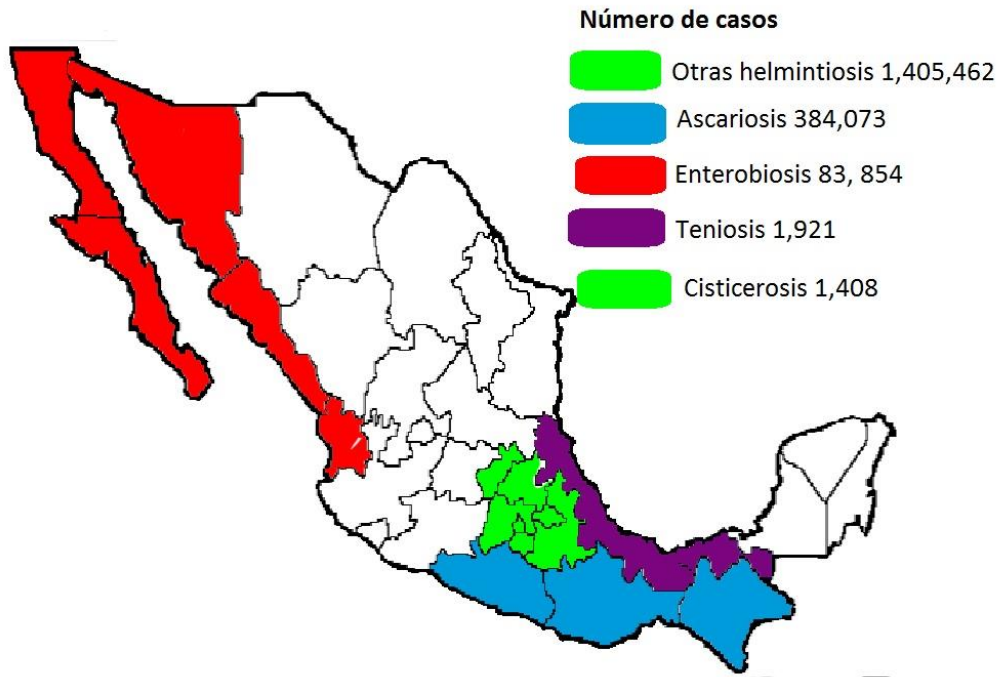 Número de casos
Otras helmintiosis 1,405,462
Ascariosis 384,073
Enterobiosis 83, 854
Teniosis 1,921
Cisticerosis 1,408